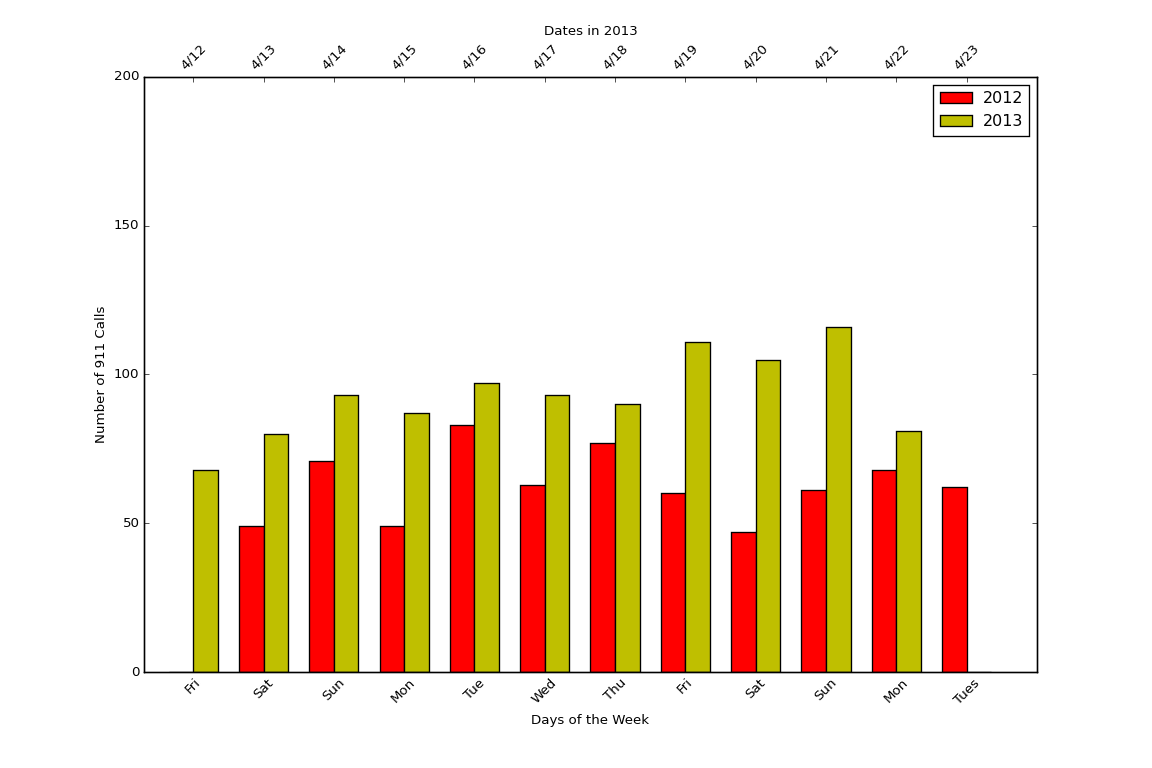 Dates in 2013
4/12 4/13 4/14 4/15 4/16 4/17 4/18 4/19 4/20 4/21 4/22 4/23
2012
2013
200
150
100
50
0
Number of 911 Calls
Fri Sat Sun Mon Tue Wed Thu Fri Sat Sun Mon Tues
Days of the Week